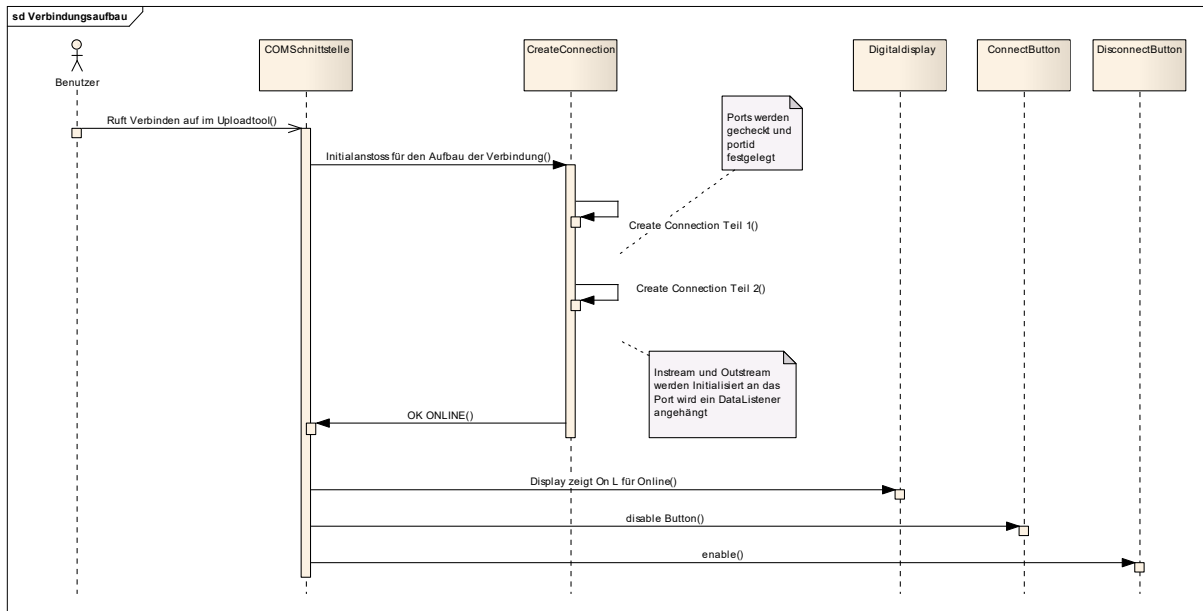 sd Verbindungsaufbau
Benutzer
COMSchnittstelle
CreateConnection
Digitaldisplay
ConnectButton
DisconnectButton
Ports werden
gecheckt und
portid
festgelegt
Ruft Verbinden auf im Uploadtool()
Initialanstoss für den Aufbau der Verbindung()
Create Connection Teil 1()
Create Connection Teil 2()
Instream und Outstream
werden Initialisiert an das
Port wird ein DataListener
angehängt
OK ONLINE()
Display zeigt On L für Online()
disable Button()
enable()